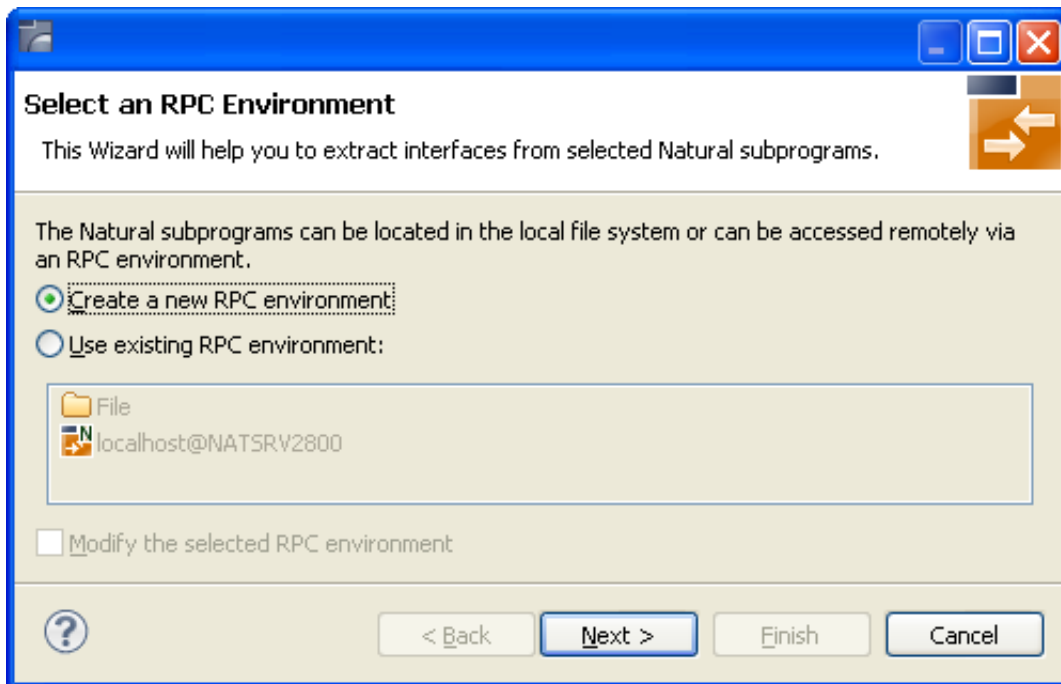 Select an RPC Environment
This Wizard will help you to extract interfaces from selected Natural subprograms.
The Natural subprograms can be located in the local file system or can be accessed remotely via
an RPC environment.
Create a new RPC environment
Use existing RPC environment:
File
N
localhost@NATSRV2800
Modify the selected RPC environment
?
< Back
Next >
Finish
Cancel